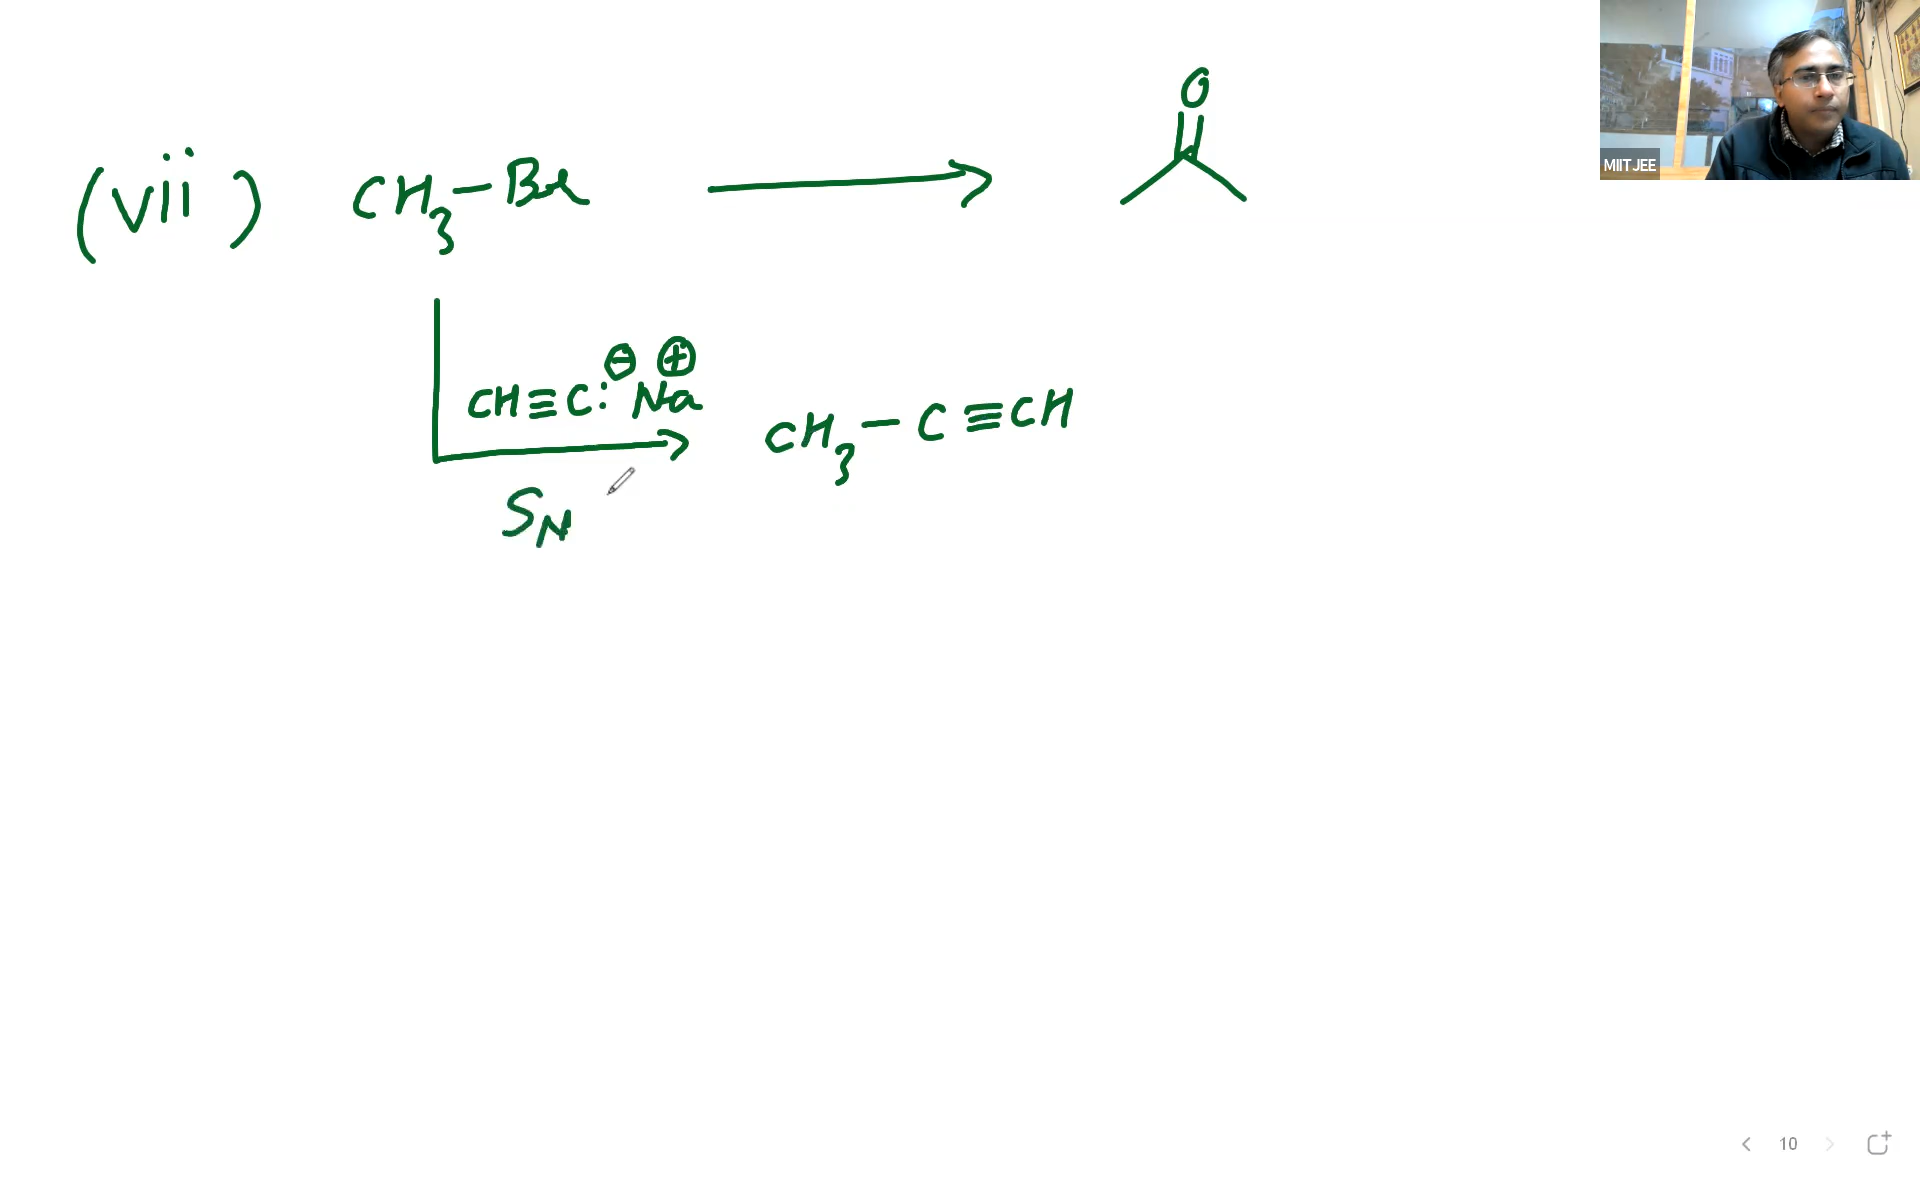 O
(vii) CH3-Br
MIIT JEE
⊖ ⊕
CH≡C: Na
CH3-C≡CH
SN
10